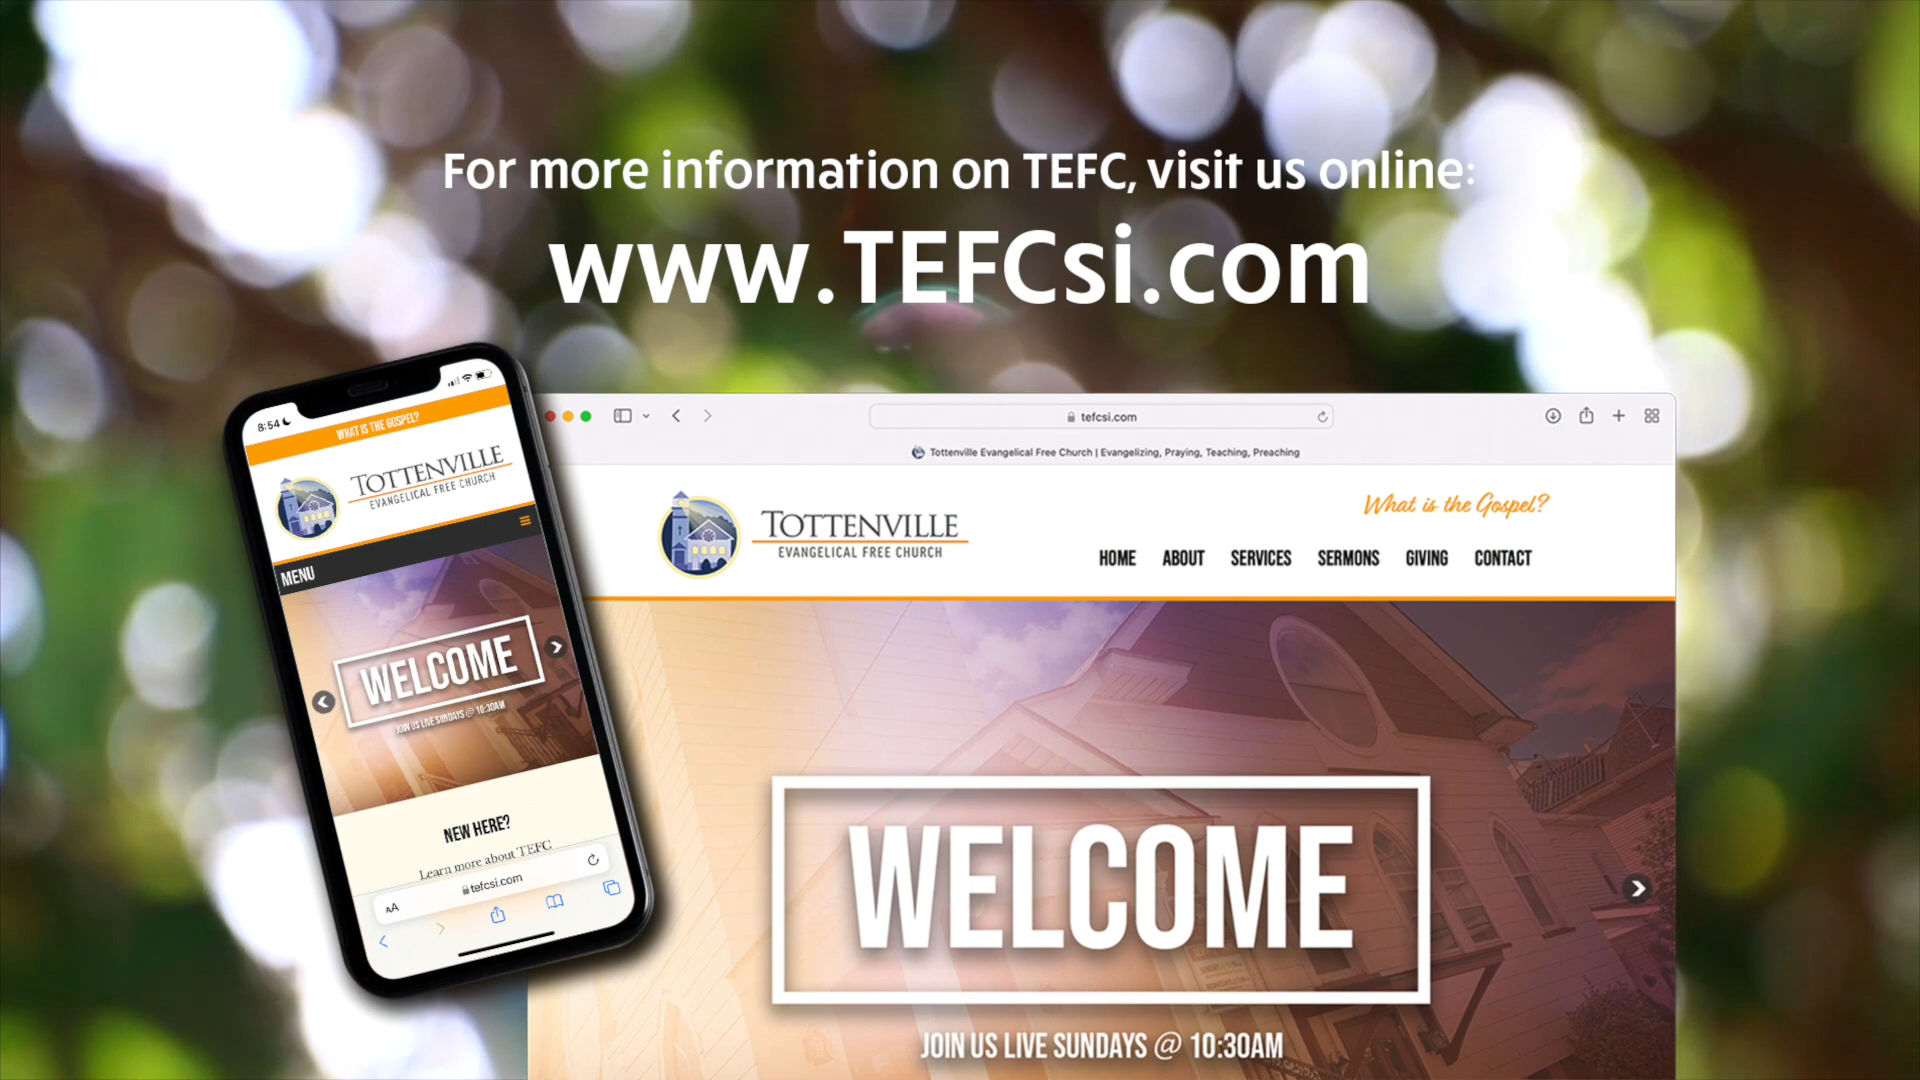 For more information on TEFC, visit us online:
www.TEFCsi.com
8:54
WHAT IS THE GOSPEL?
TOTTENVILLE
EVANGELICAL FREE CHURCH
MENU
WELCOME
JOIN US LIVE SUNDAYS @ 10:30AM
NEW HERE?
Learn more about TEFC
AA
tefcsi.com
tefcsi.com
Tottenville Evangelical Free Church | Evangelizing, Praying, Teaching, Preaching
TOTTENVILLE
EVANGELICAL FREE CHURCH
What is the Gospel?
HOME ABOUT SERVICES SERMONS GIVING CONTACT
WELCOME
JOIN US LIVE SUNDAYS @ 10:30AM